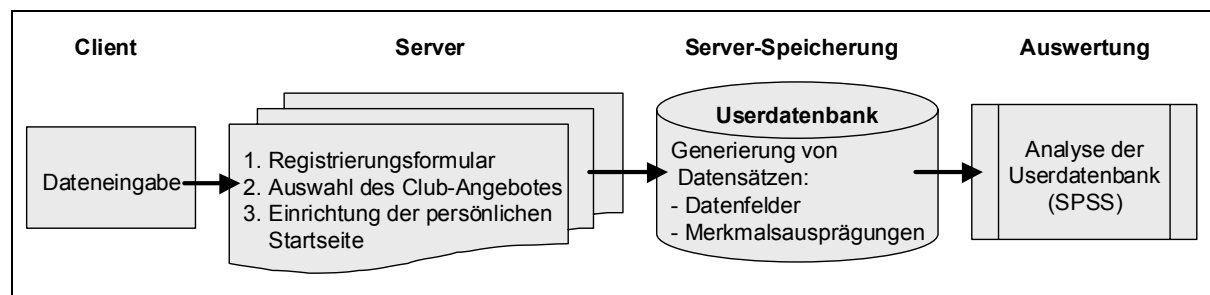 Client
Server
Server-Speicherung
Auswertung
Dateneingabe
1. Registrierungsformular
2. Auswahl des Club-Angebotes
3. Einrichtung der persönlichen
Startseite
Userdatenbank
Generierung von
Datensätzen:
- Datenfelder
- Merkmalsausprägungen
Analyse der
Userdatenbank
(SPSS)